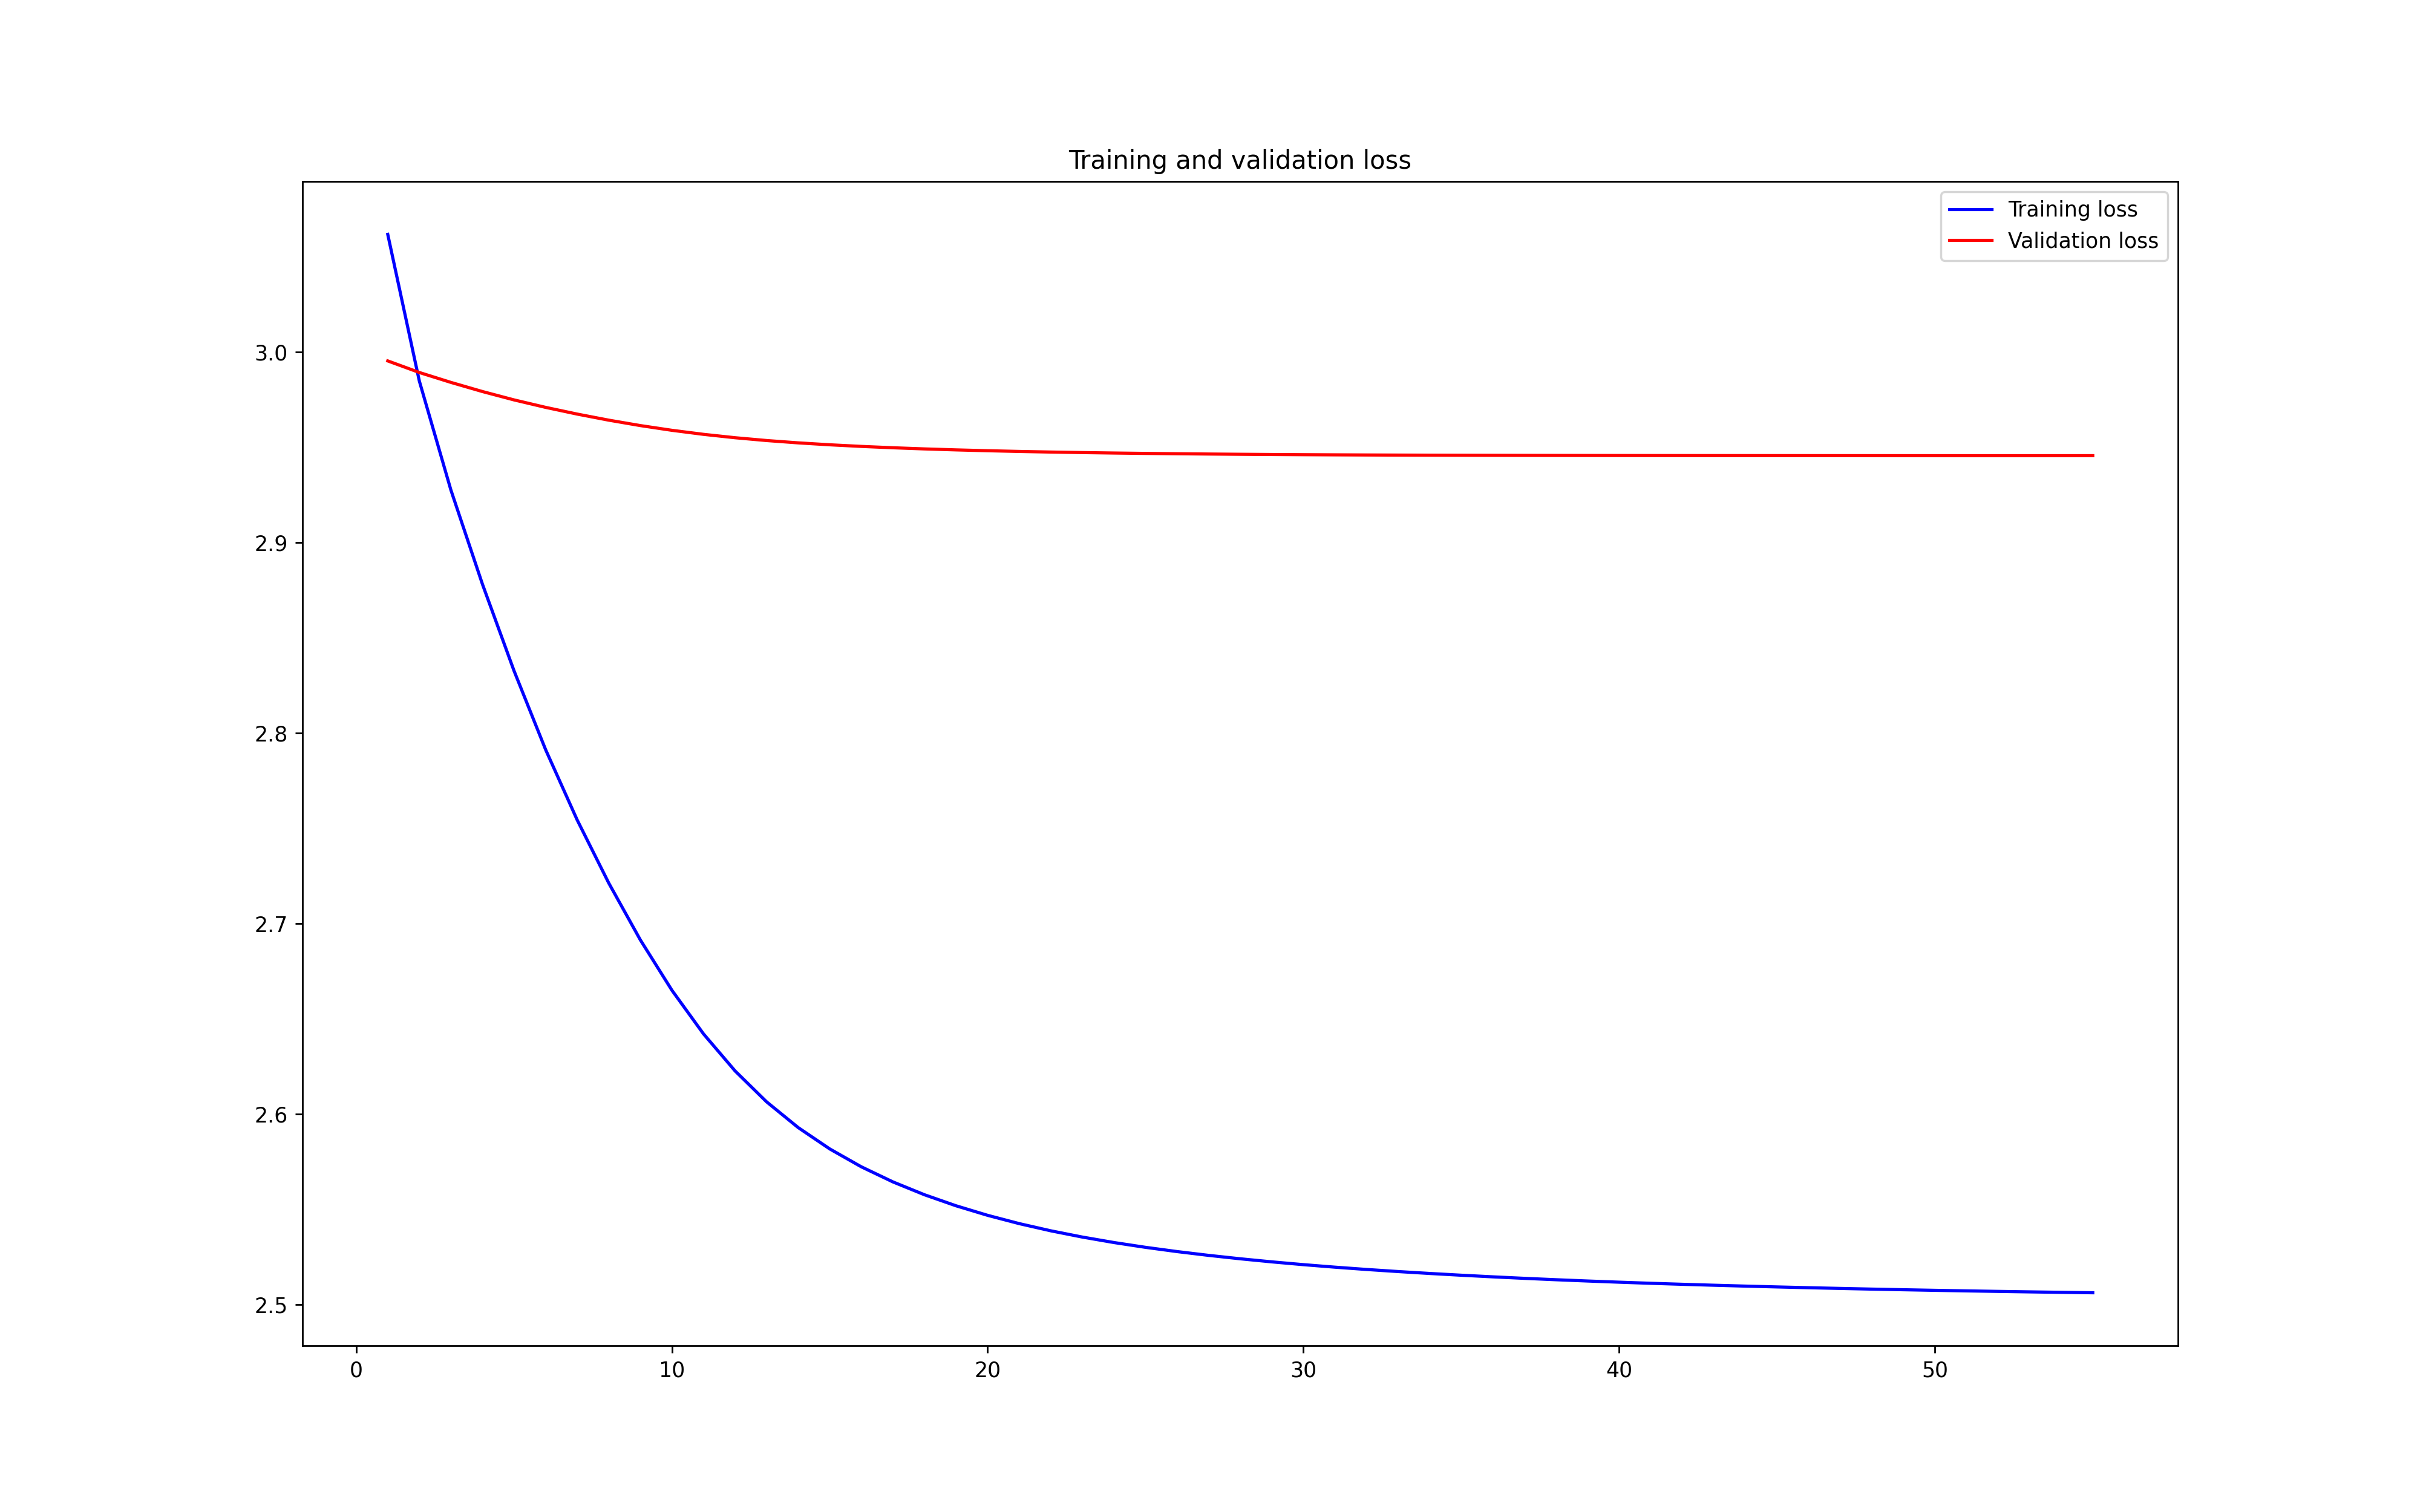 Training and validation loss
Training loss
Validation loss
3.0
2.9
2.8
2.7
2.6
2.5
0 10 20 30 40 50